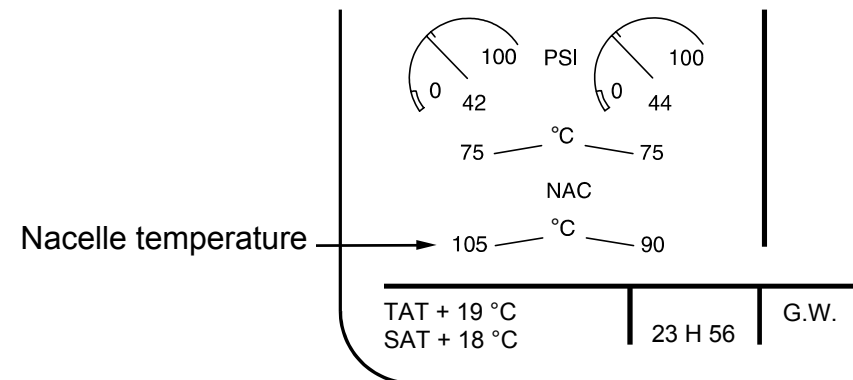 100 PSI 100
0 0
42 44
°C
75 75
NAC
°C
Nacelle temperature 105 90
TAT + 19 °C
SAT + 18 °C
23 H 56
G.W.